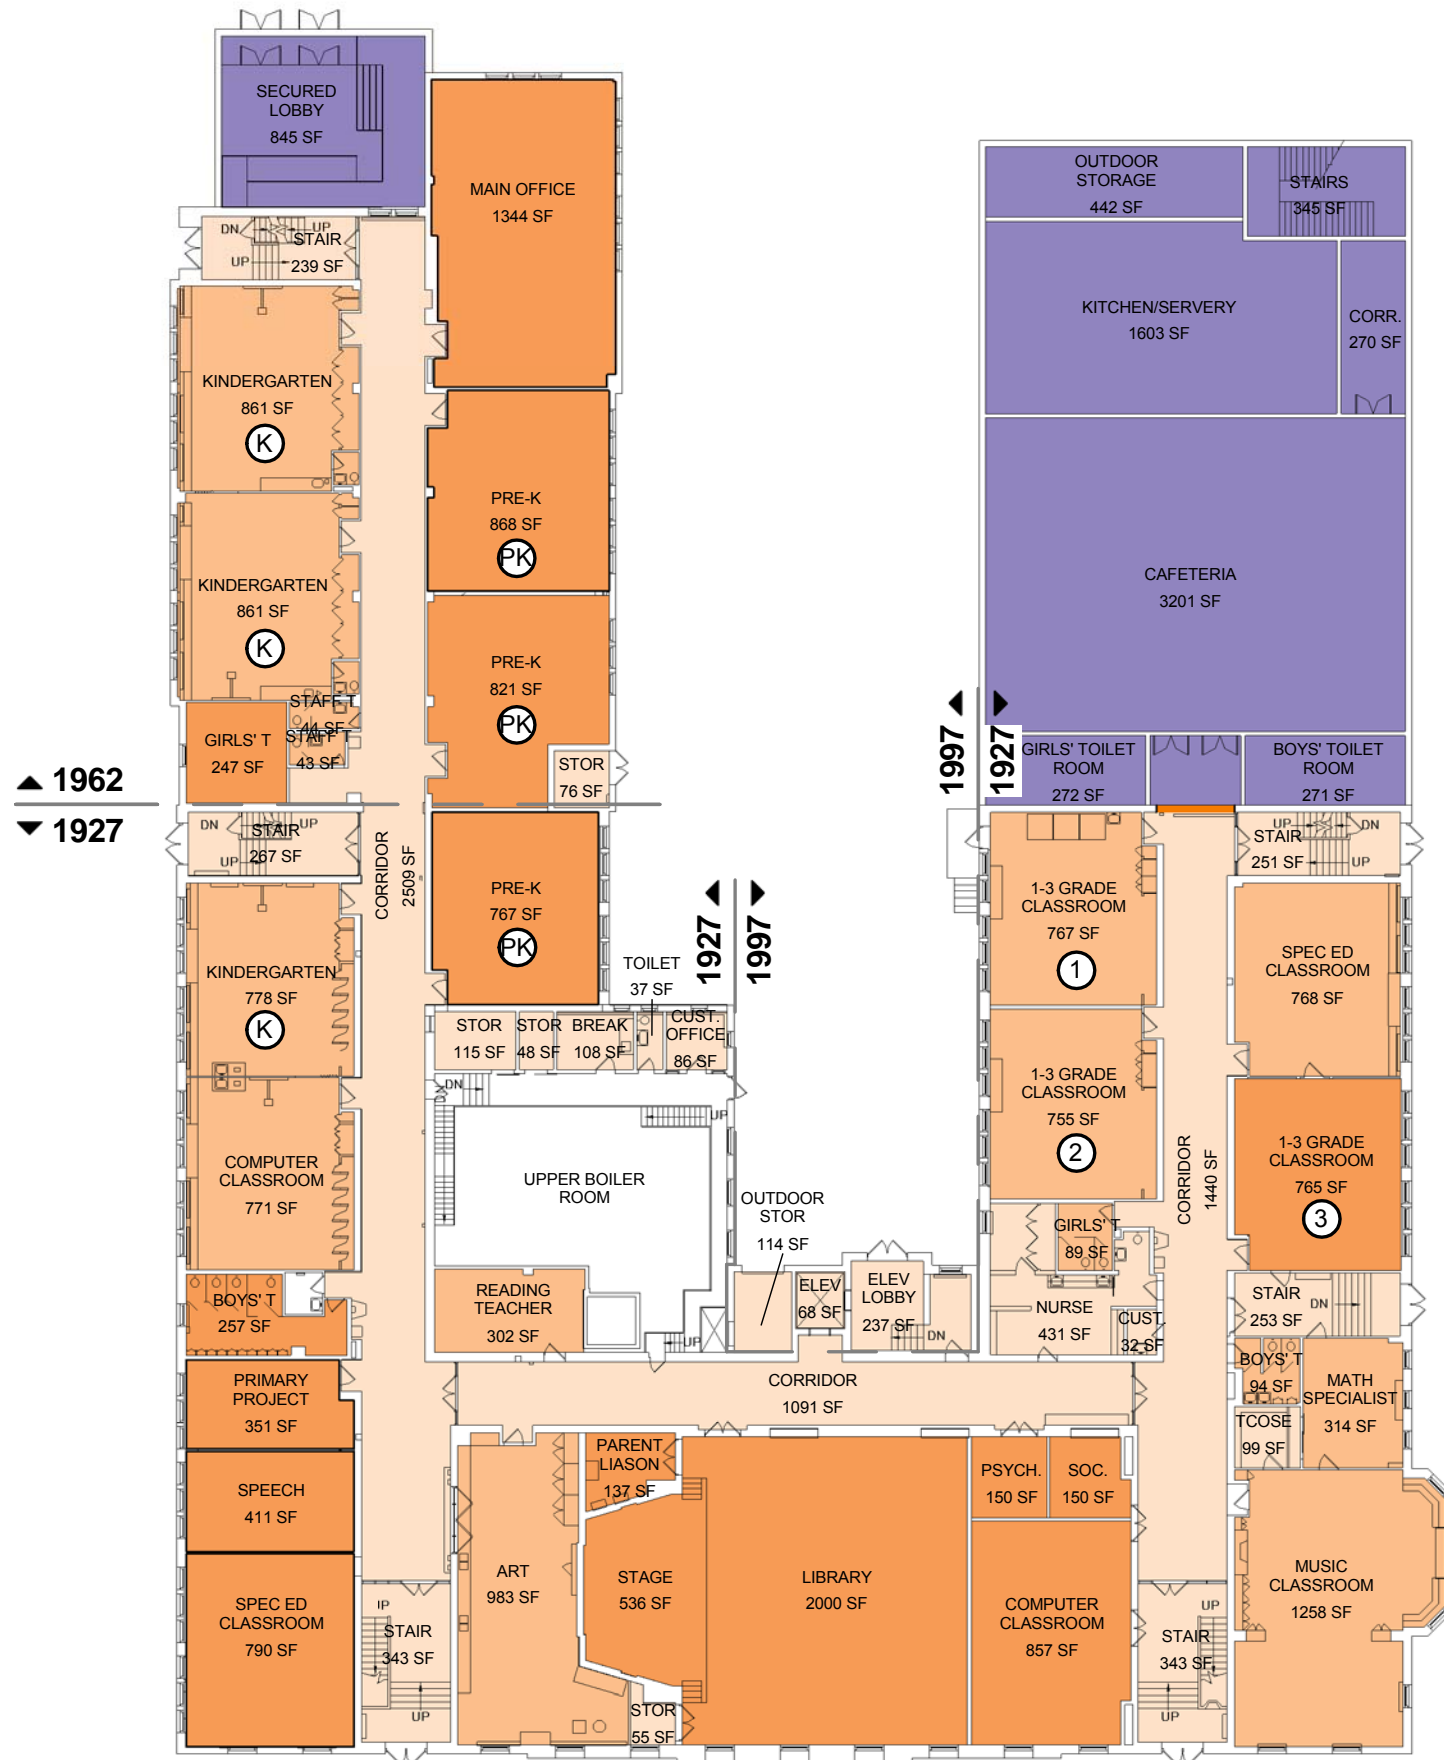 SECURED
LOBBY
845 SF
MAIN OFFICE
1344 SF
DN
UP
STAIR
UP
239 SF
KINDERGARTEN
861 SF
K
PRE-K
868 SF
PK
KINDERGARTEN
861 SF
K
PRE-K
821 SF
PK
STAFF T
44 SF
STAFF T
43 SF
GIRLS' T
247 SF
STOR
76 SF
1962
1927
DN
UP
STAIR
UP
267 SF
CORRIDOR
2509 SF
PRE-K
767 SF
PK
KINDERGARTEN
778 SF
K
1927
1997
TOILET
37 SF
STOR
115 SF
STOR
48 SF
BREAK
108 SF
CUST.
OFFICE
86 SF
DN
UP
COMPUTER
CLASSROOM
771 SF
UPPER BOILER
ROOM
OUTDOOR
STOR
114 SF
BOYS' T
257 SF
READING
TEACHER
302 SF
UP
ELEV
68 SF
ELEV
LOBBY
237 SF
DN
PRIMARY
PROJECT
351 SF
CORRIDOR
1091 SF
SPEECH
411 SF
SPEC ED
CLASSROOM
790 SF
IP
STAIR
343 SF
UP
ART
983 SF
PARENT
LIASON
137 SF
STAGE
536 SF
STOR
55 SF
LIBRARY
2000 SF
PSYCH.
150 SF
SOC.
150 SF
COMPUTER
CLASSROOM
857 SF
UP
STAIR
343 SF
UP
OUTDOOR
STORAGE
442 SF
STAIRS
345 SF
KITCHEN/SERVERY
1603 SF
CORR.
270 SF
CAFETERIA
3201 SF
1997
1927
GIRLS' TOILET
ROOM
272 SF
BOYS' TOILET
ROOM
271 SF
UP
DN
STAIR
251 SF
UP
1-3 GRADE
CLASSROOM
767 SF
1
SPEC ED
CLASSROOM
768 SF
1-3 GRADE
CLASSROOM
755 SF
2
CORRIDOR
1440 SF
1-3 GRADE
CLASSROOM
765 SF
3
GIRLS' T
89 SF
NURSE
431 SF
CUST.
32 SF
STAIR
DN
253 SF
BOYS' T
94 SF
MATH
SPECIALIST
314 SF
TCOSE
99 SF
MUSIC
CLASSROOM
1258 SF